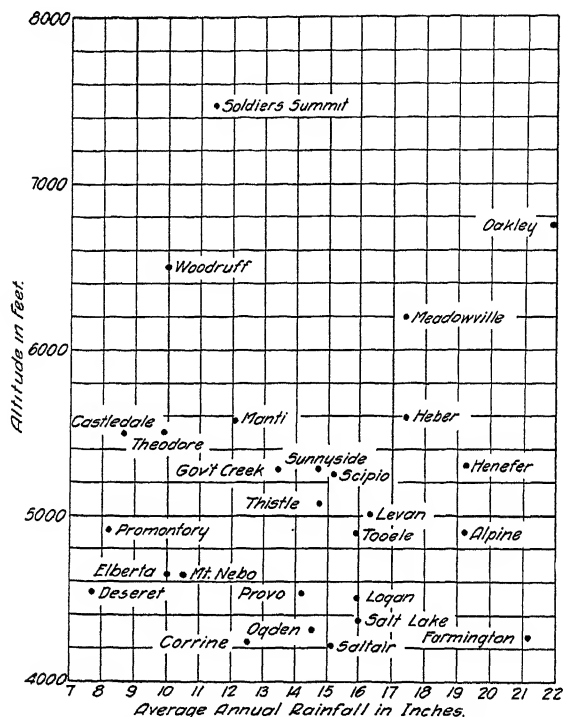 8000
Soldiers Summit
7000
Oakley
Woodruff
Meadowville
6000
Castledale
Manti
Heber
Theodore
Gov't Creek
Sunnyside
Scipio
Henefer
Thistle
Levan
5000
Promontory
Tooele
Alpine
Elberta
Mt. Nebo
Deseret
Provo
Logan
Salt Lake
Ogden
Corrine
Saltair
Farmington
4000
Altitude in feet.
7 8 9 10 11 12 13 14 15 16 17 18 19 20 21 22
Average Annual Rainfall in Inches.